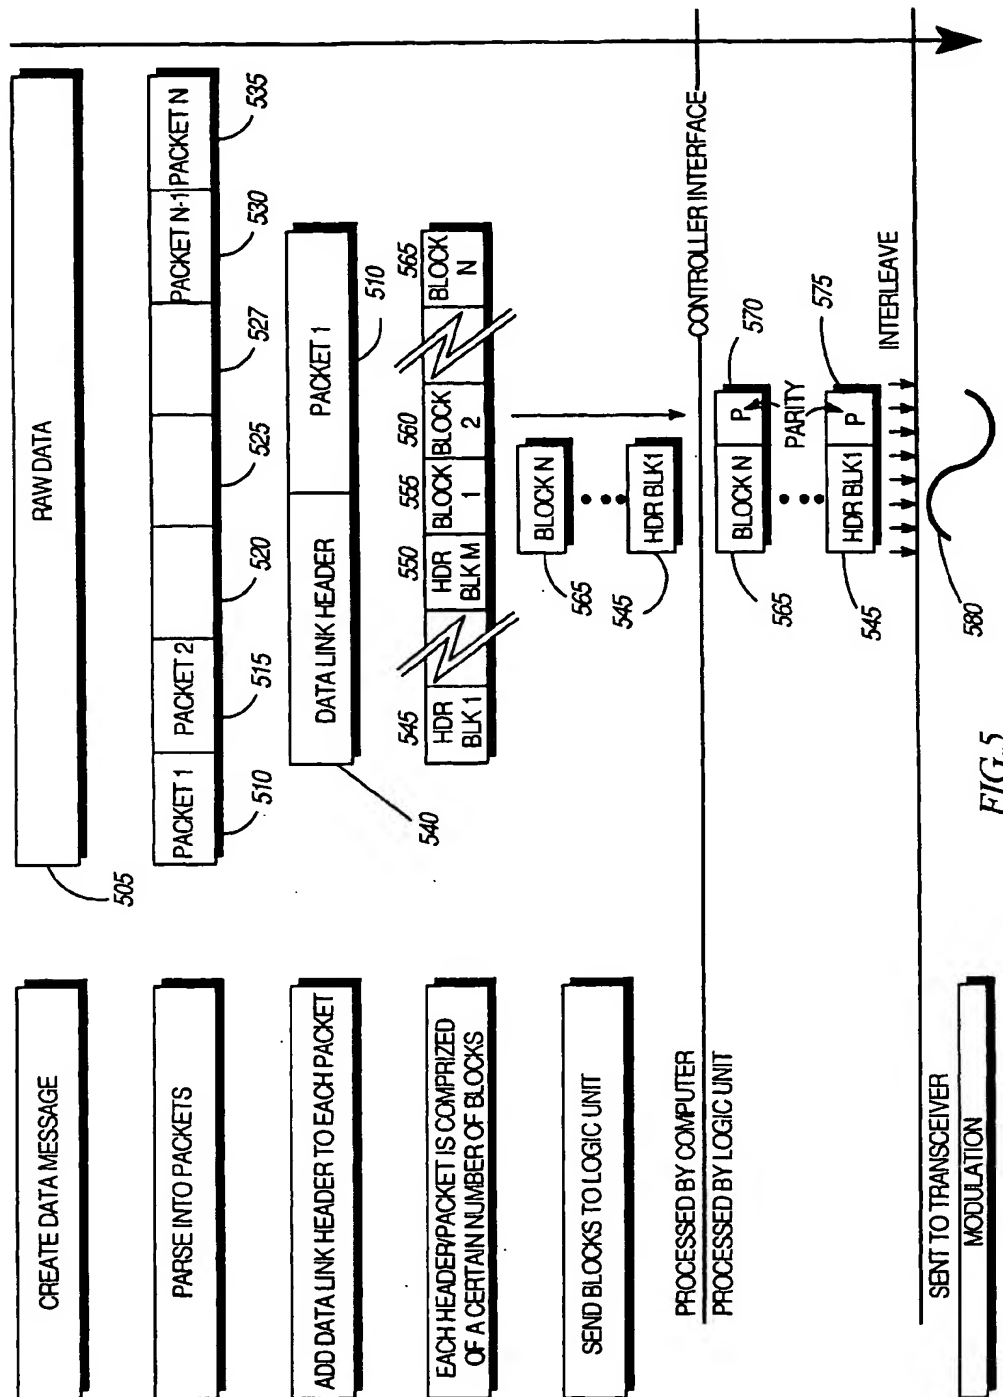 CREATE DATA MESSAGE
RAW DATA
505
PARSE INTO PACKETS
PACKET 1
PACKET 2
PACKET N-1
PACKET N
510
515
520
525
527
530
535
ADD DATA LINK HEADER TO EACH PACKET
DATA LINK HEADER
PACKET 1
540
510
EACH HEADER/PACKET IS COMPRIZED
OF A CERTAIN NUMBER OF BLOCKS
545
550
555
560
565
HDR
BLK 1
HDR
BLK M
BLOCK
1
BLOCK
2
BLOCK
N
SEND BLOCKS TO LOGIC UNIT
BLOCK N
565
HDR BLK1
545
PROCESSED BY COMPUTER
CONTROLLER INTERFACE
PROCESSED BY LOGIC UNIT
BLOCK N
P
565
570
PARITY
HDR BLK1
P
545
575
INTERLEAVE
SENT TO TRANSCEIVER
MODULATION
580
FIG.5